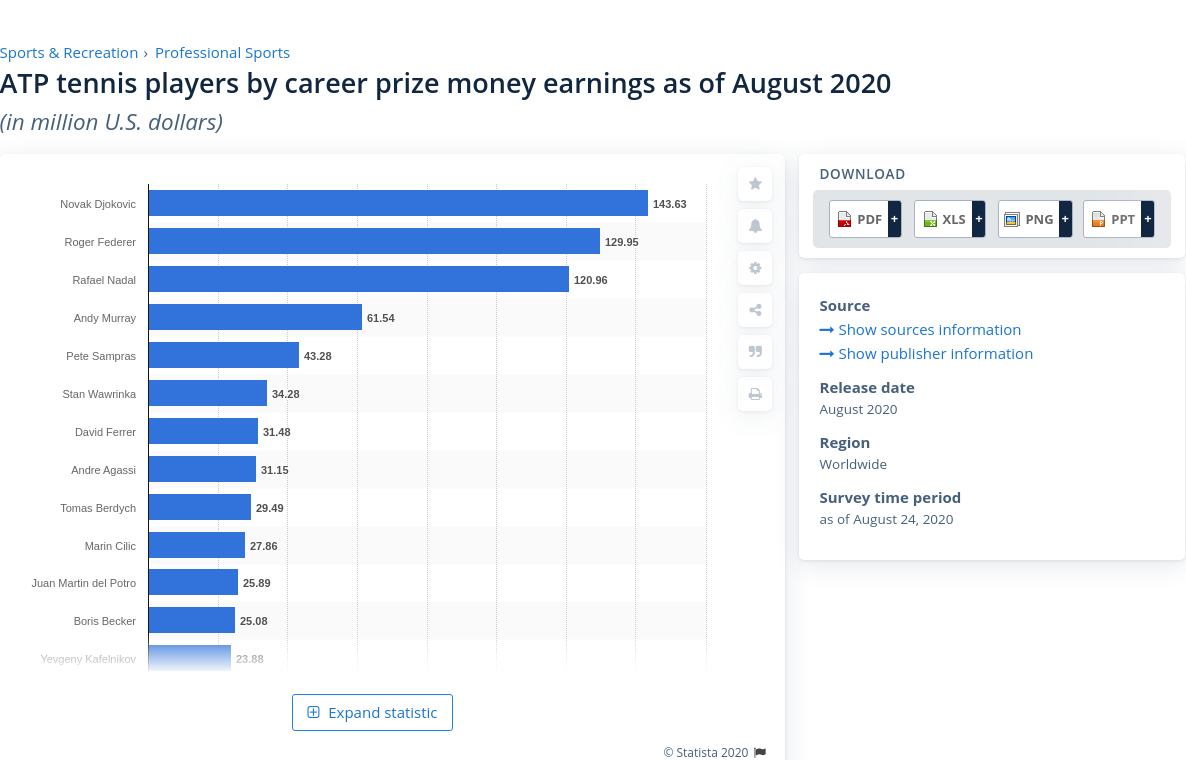 Sports & Recreation › Professional Sports
ATP tennis players by career prize money earnings as of August 2020
(in million U.S. dollars)
Novak Djokovic 143.63
Roger Federer 129.95
Rafael Nadal 120.96
Andy Murray 61.54
Pete Sampras 43.28
Stan Wawrinka 34.28
David Ferrer 31.48
Andre Agassi 31.15
Tomas Berdych 29.49
Marin Cilic 27.86
Juan Martin del Potro 25.89
Boris Becker 25.08
Yevgeny Kafelnikov 23.88
Expand statistic
© Statista 2020
DOWNLOAD
PDF + XLS + PNG + PPT +
Source
Show sources information
Show publisher information
Release date
August 2020
Region
Worldwide
Survey time period
as of August 24, 2020